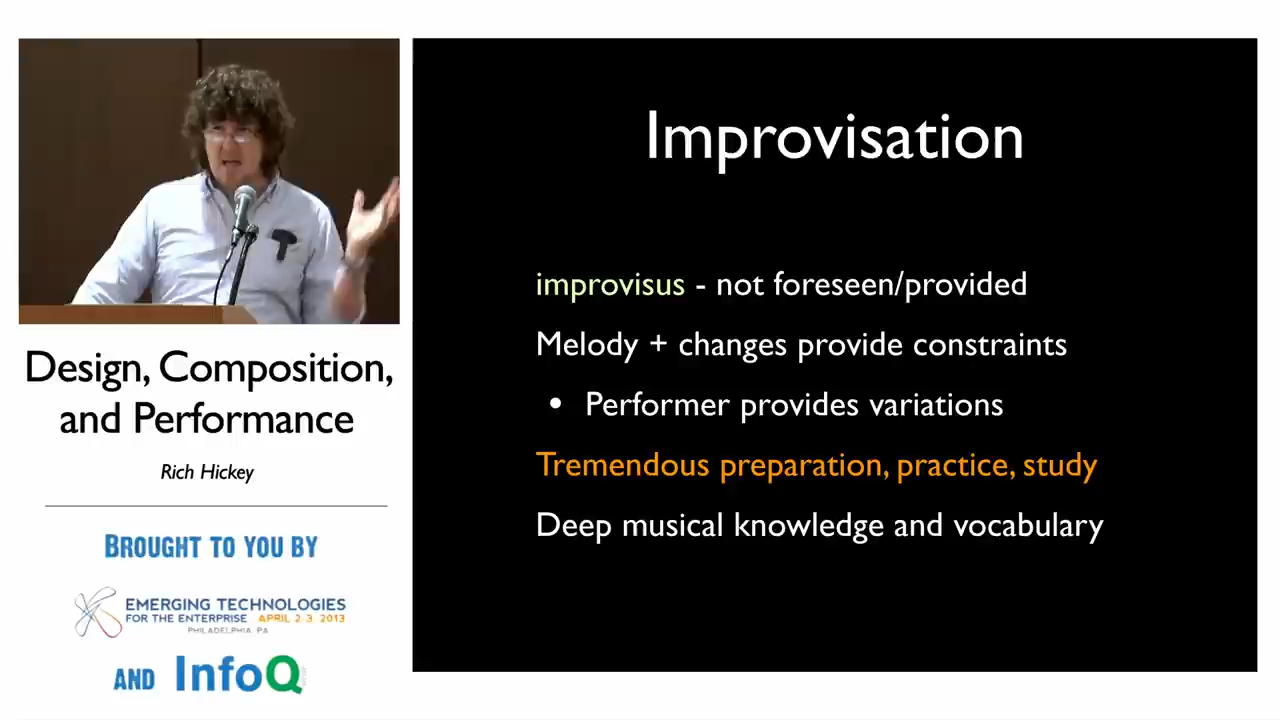 Design, Composition,
and Performance
Rich Hickey
BROUGHT TO YOU BY
EMERGING TECHNOLOGIES
FOR THE ENTERPRISE APRIL 2-3, 2013
PHILADELPHIA, PA
AND InfoQ
Improvisation
improvisus - not foreseen/provided
Melody + changes provide constraints
• Performer provides variations
Tremendous preparation, practice, study
Deep musical knowledge and vocabulary